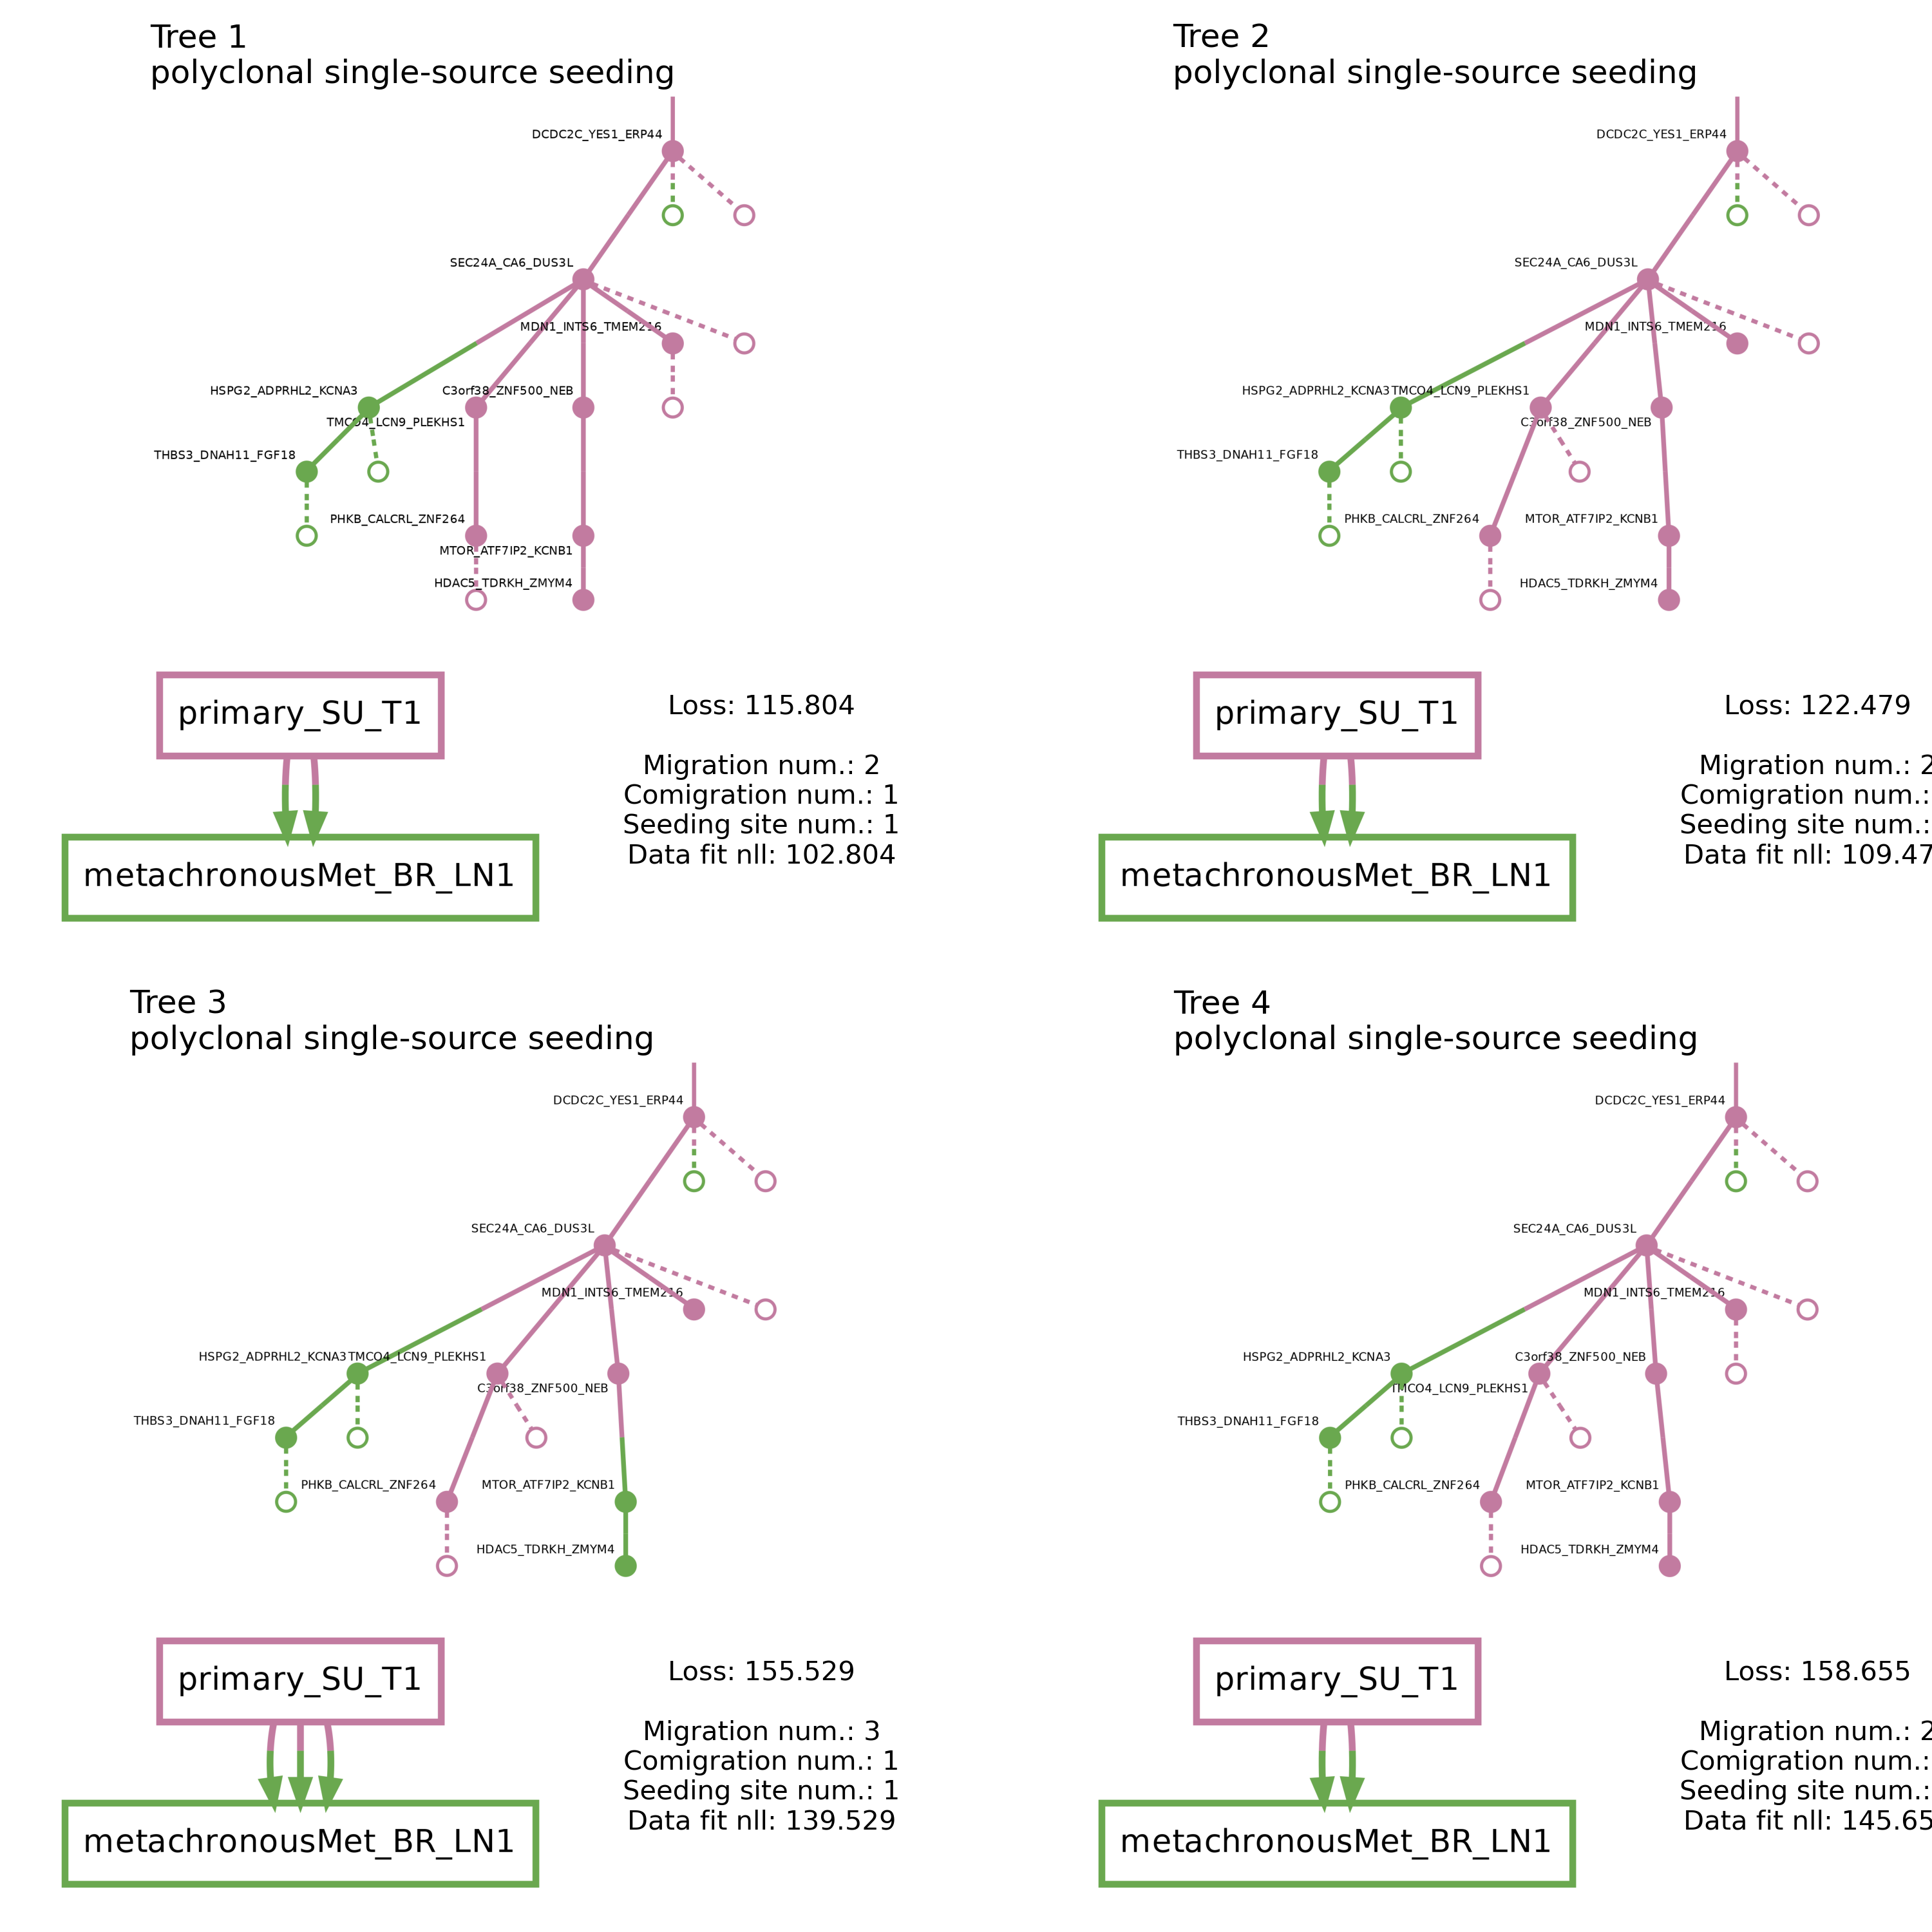 Tree 1
polyclonal single-source seeding
DCDC2C_YES1_ERP44
SEC24A_CA6_DUS3L
MDN1_INTS6_TMEM216
HSPG2_ADPRHL2_KCNA3
C3orf38_ZNF500_NEB
TMCO4_LCN9_PLEKHS1
THBS3_DNAH11_FGF18
PHKB_CALCRL_ZNF264
MTOR_ATF7IP2_KCNB1
HDAC5_TDRKH_ZMYM4
primary_SU_T1
metachronousMet_BR_LN1
Loss: 115.804
Migration num.: 2
Comigration num.: 1
Seeding site num.: 1
Data fit nll: 102.804
Tree 2
polyclonal single-source seeding
DCDC2C_YES1_ERP44
SEC24A_CA6_DUS3L
MDN1_INTS6_TMEM216
HSPG2_ADPRHL2_KCNA3
TMCO4_LCN9_PLEKHS1
C3orf38_ZNF500_NEB
THBS3_DNAH11_FGF18
PHKB_CALCRL_ZNF264
MTOR_ATF7IP2_KCNB1
HDAC5_TDRKH_ZMYM4
primary_SU_T1
metachronousMet_BR_LN1
Loss: 122.479
Migration num.: 2
Comigration num.:
Seeding site num.:
Data fit nll: 109.47
Tree 3
polyclonal single-source seeding
DCDC2C_YES1_ERP44
SEC24A_CA6_DUS3L
MDN1_INTS6_TMEM216
HSPG2_ADPRHL2_KCNA3
TMCO4_LCN9_PLEKHS1
C3orf38_ZNF500_NEB
THBS3_DNAH11_FGF18
PHKB_CALCRL_ZNF264
MTOR_ATF7IP2_KCNB1
HDAC5_TDRKH_ZMYM4
primary_SU_T1
metachronousMet_BR_LN1
Loss: 155.529
Migration num.: 3
Comigration num.: 1
Seeding site num.: 1
Data fit nll: 139.529
Tree 4
polyclonal single-source seeding
DCDC2C_YES1_ERP44
SEC24A_CA6_DUS3L
MDN1_INTS6_TMEM216
HSPG2_ADPRHL2_KCNA3
C3orf38_ZNF500_NEB
TMCO4_LCN9_PLEKHS1
THBS3_DNAH11_FGF18
PHKB_CALCRL_ZNF264
MTOR_ATF7IP2_KCNB1
HDAC5_TDRKH_ZMYM4
primary_SU_T1
metachronousMet_BR_LN1
Loss: 158.655
Migration num.: 2
Comigration num.:
Seeding site num.:
Data fit nll: 145.65